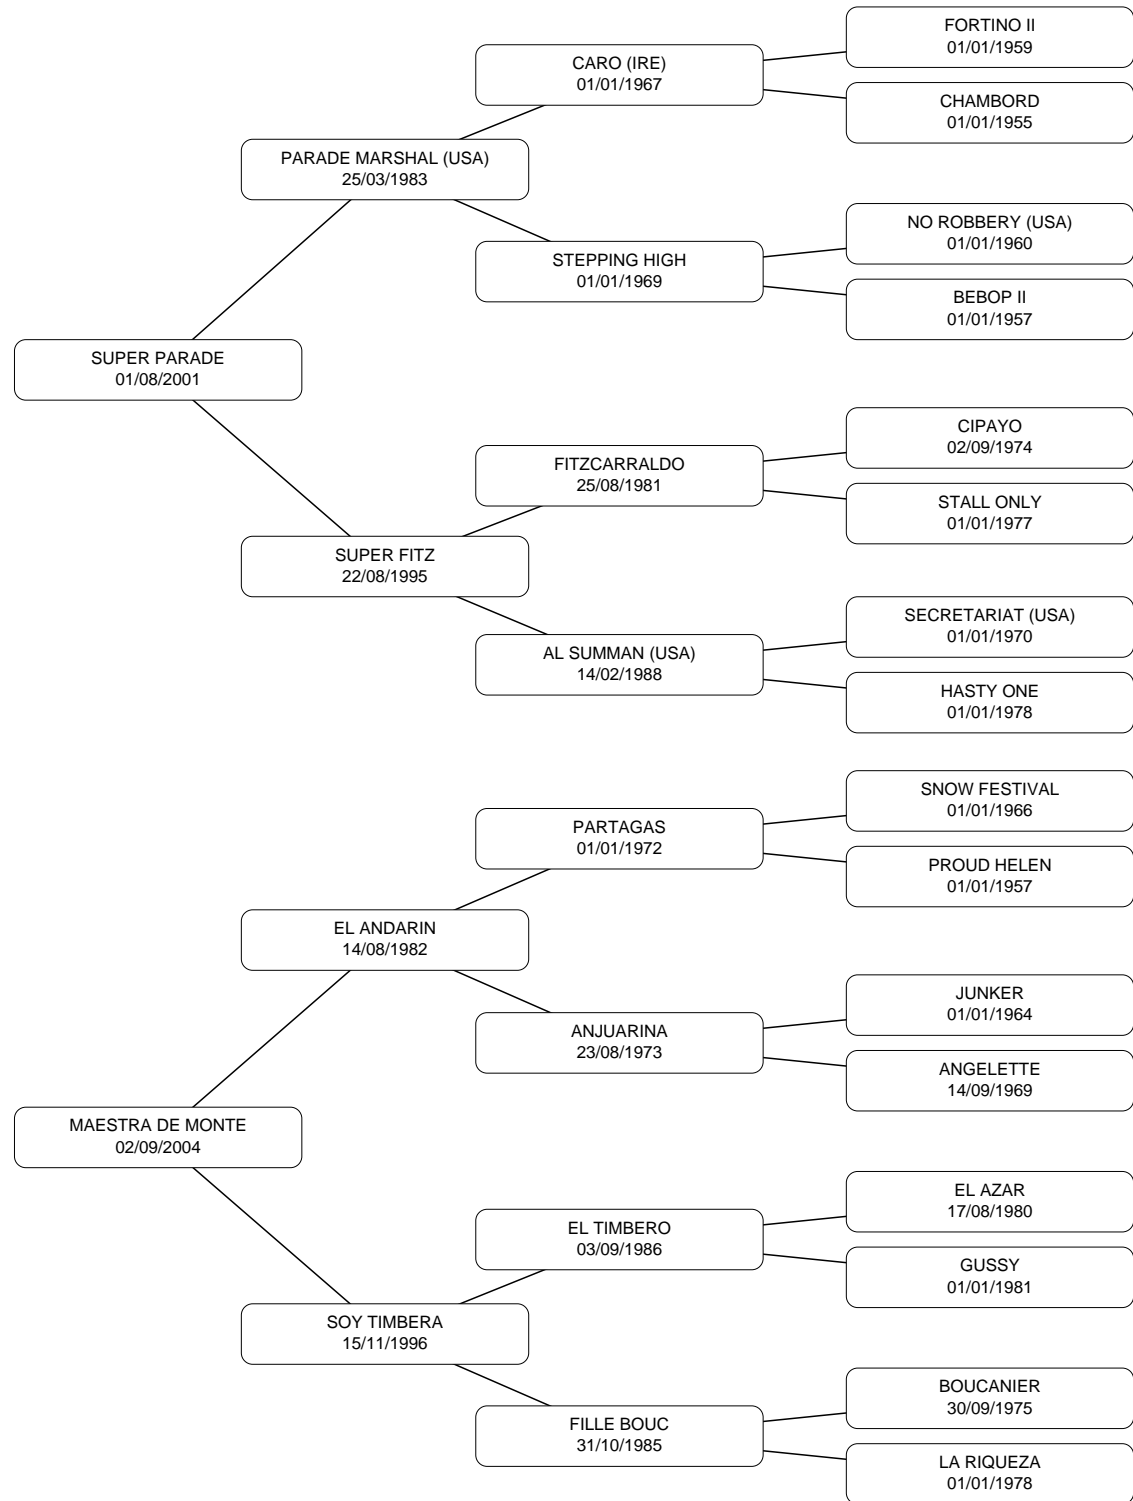 FORTINO II
01/01/1959
CARO (IRE)
01/01/1967
CHAMBORD
01/01/1955
PARADE MARSHAL (USA)
25/03/1983
NO ROBBERY (USA)
01/01/1960
STEPPING HIGH
01/01/1969
BEBOP II
01/01/1957
SUPER PARADE
01/08/2001
CIPAYO
02/09/1974
FITZCARRALDO
25/08/1981
STALL ONLY
01/01/1977
SUPER FITZ
22/08/1995
SECRETARIAT (USA)
01/01/1970
AL SUMMAN (USA)
14/02/1988
HASTY ONE
01/01/1978
SNOW FESTIVAL
01/01/1966
PARTAGAS
01/01/1972
PROUD HELEN
01/01/1957
EL ANDARIN
14/08/1982
JUNKER
01/01/1964
ANJUARINA
23/08/1973
ANGELETTE
14/09/1969
MAESTRA DE MONTE
02/09/2004
EL AZAR
17/08/1980
EL TIMBERO
03/09/1986
GUSSY
01/01/1981
SOY TIMBERA
15/11/1996
BOUCANIER
30/09/1975
FILLE BOUC
31/10/1985
LA RIQUEZA
01/01/1978